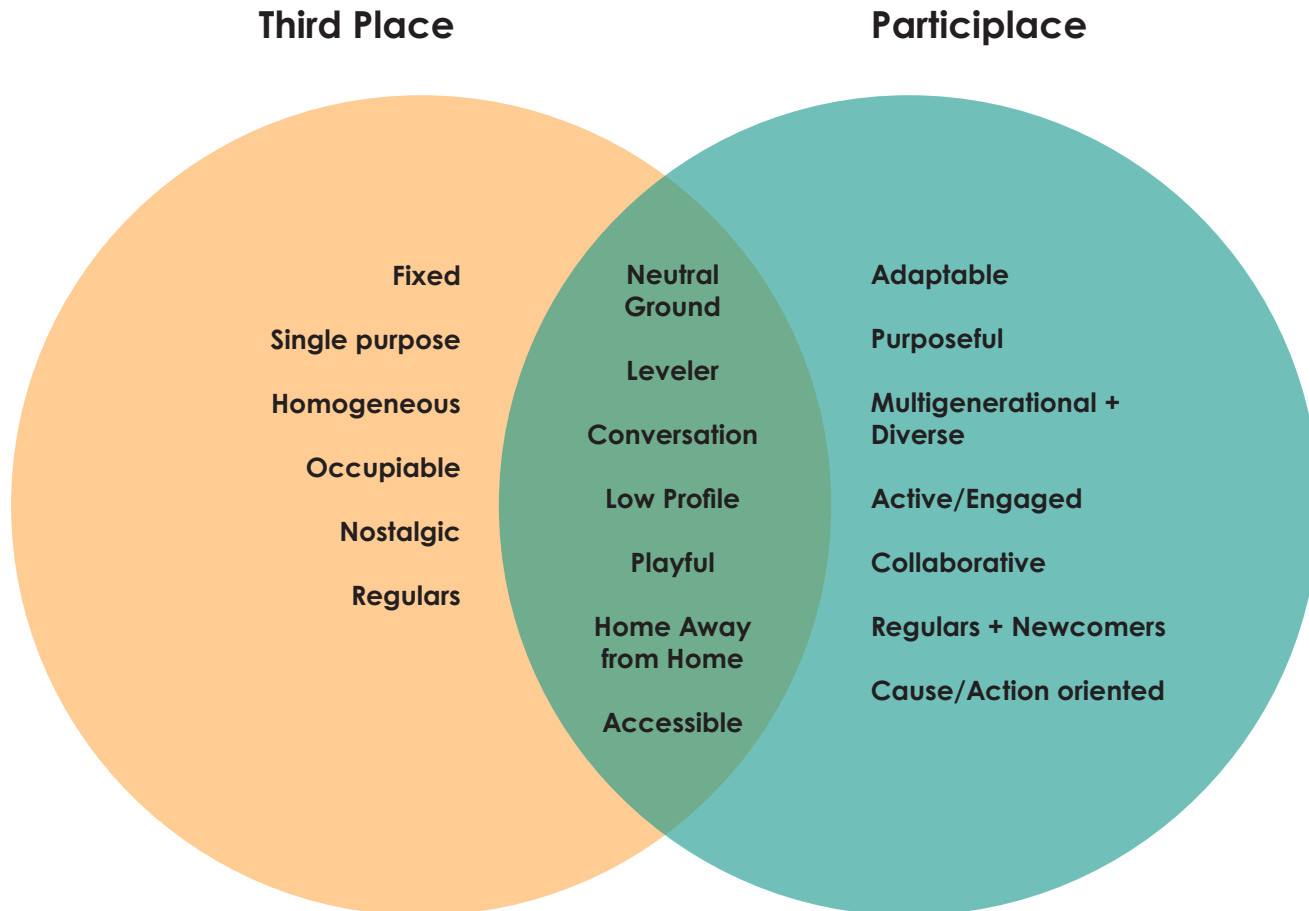 Third Place
Participlace
Fixed
Single purpose
Homogeneous
Occupiable
Nostalgic
Regulars
Neutral
Ground
Leveler
Conversation
Low Profile
Playful
Home Away
from Home
Accessible
Adaptable
Purposeful
Multigenerational +
Diverse
Active/Engaged
Collaborative
Regulars + Newcomers
Cause/Action oriented